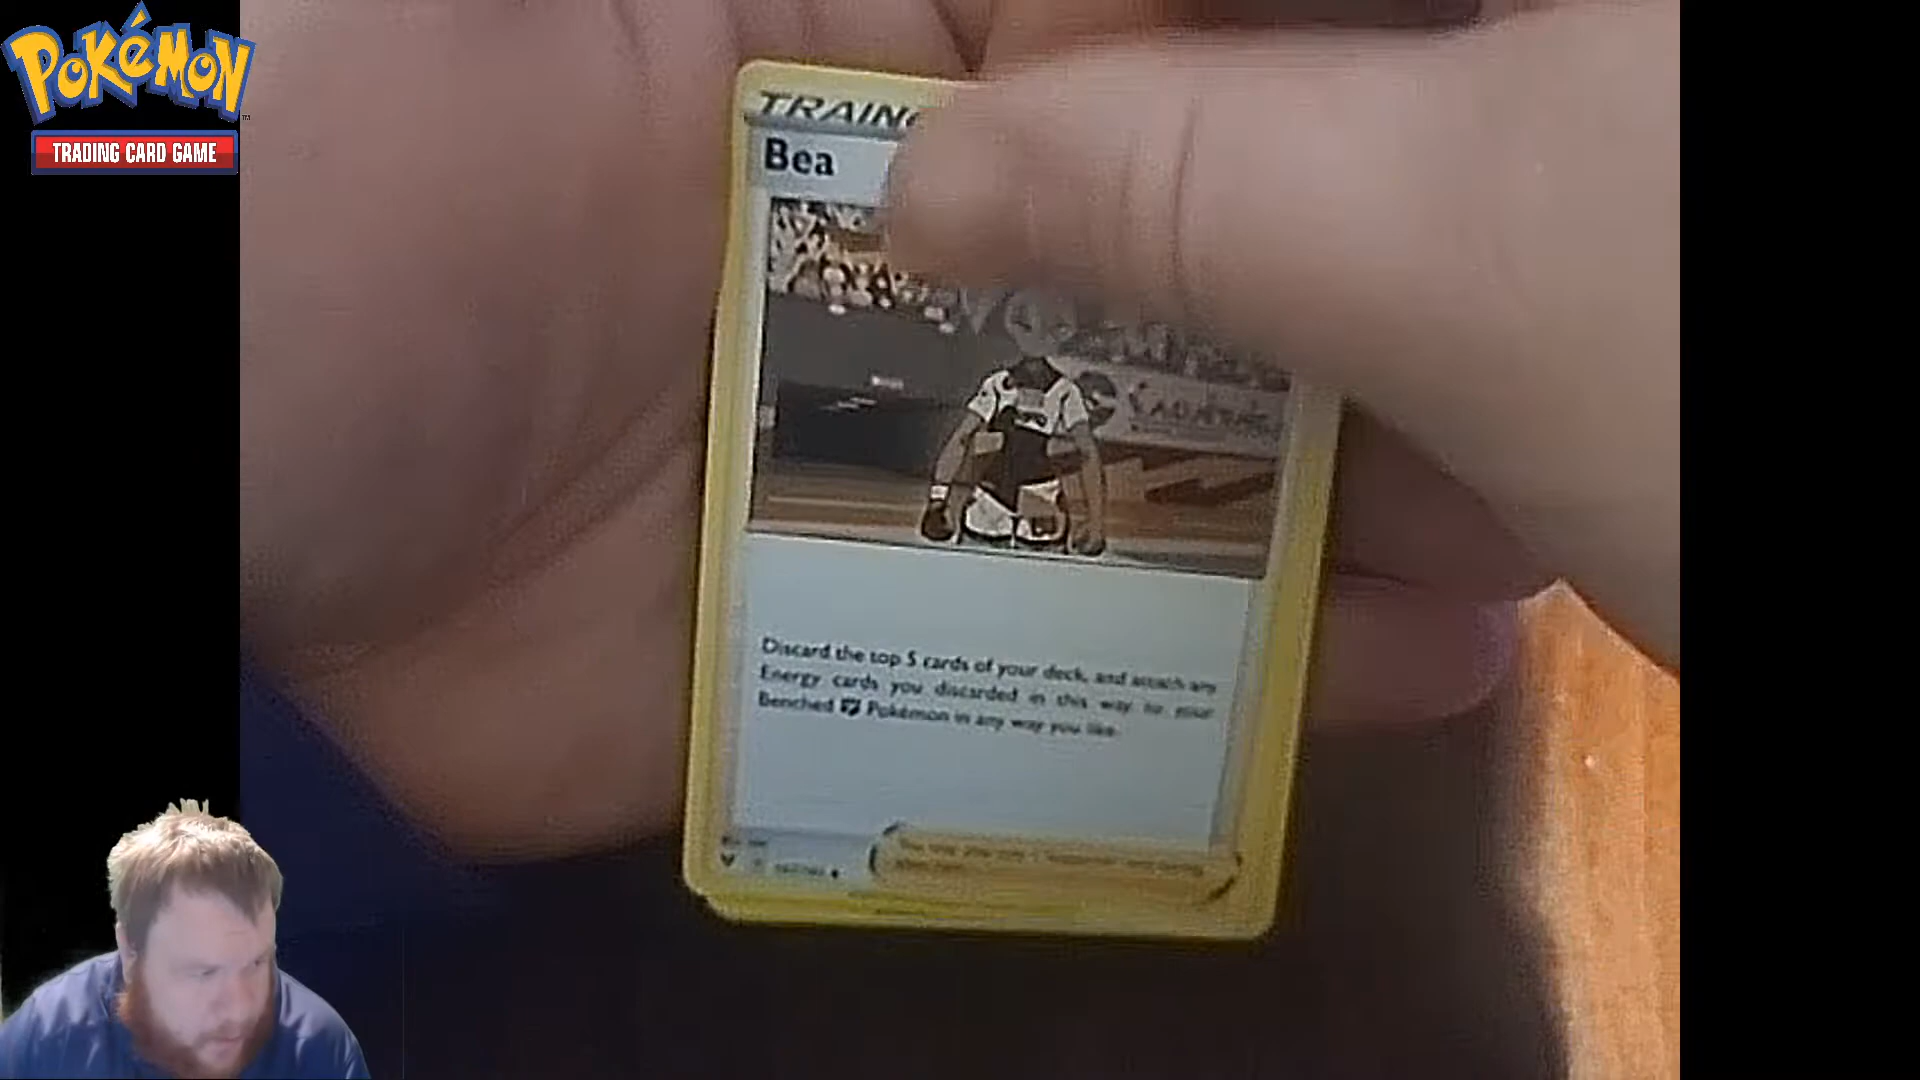 POKéMON
TRADING CARD GAME
TRAIN
Bea
Discard the top 5 cards of your deck, and attach any
Energy cards you discarded in this way to your
Benched Pokémon in any way you like.